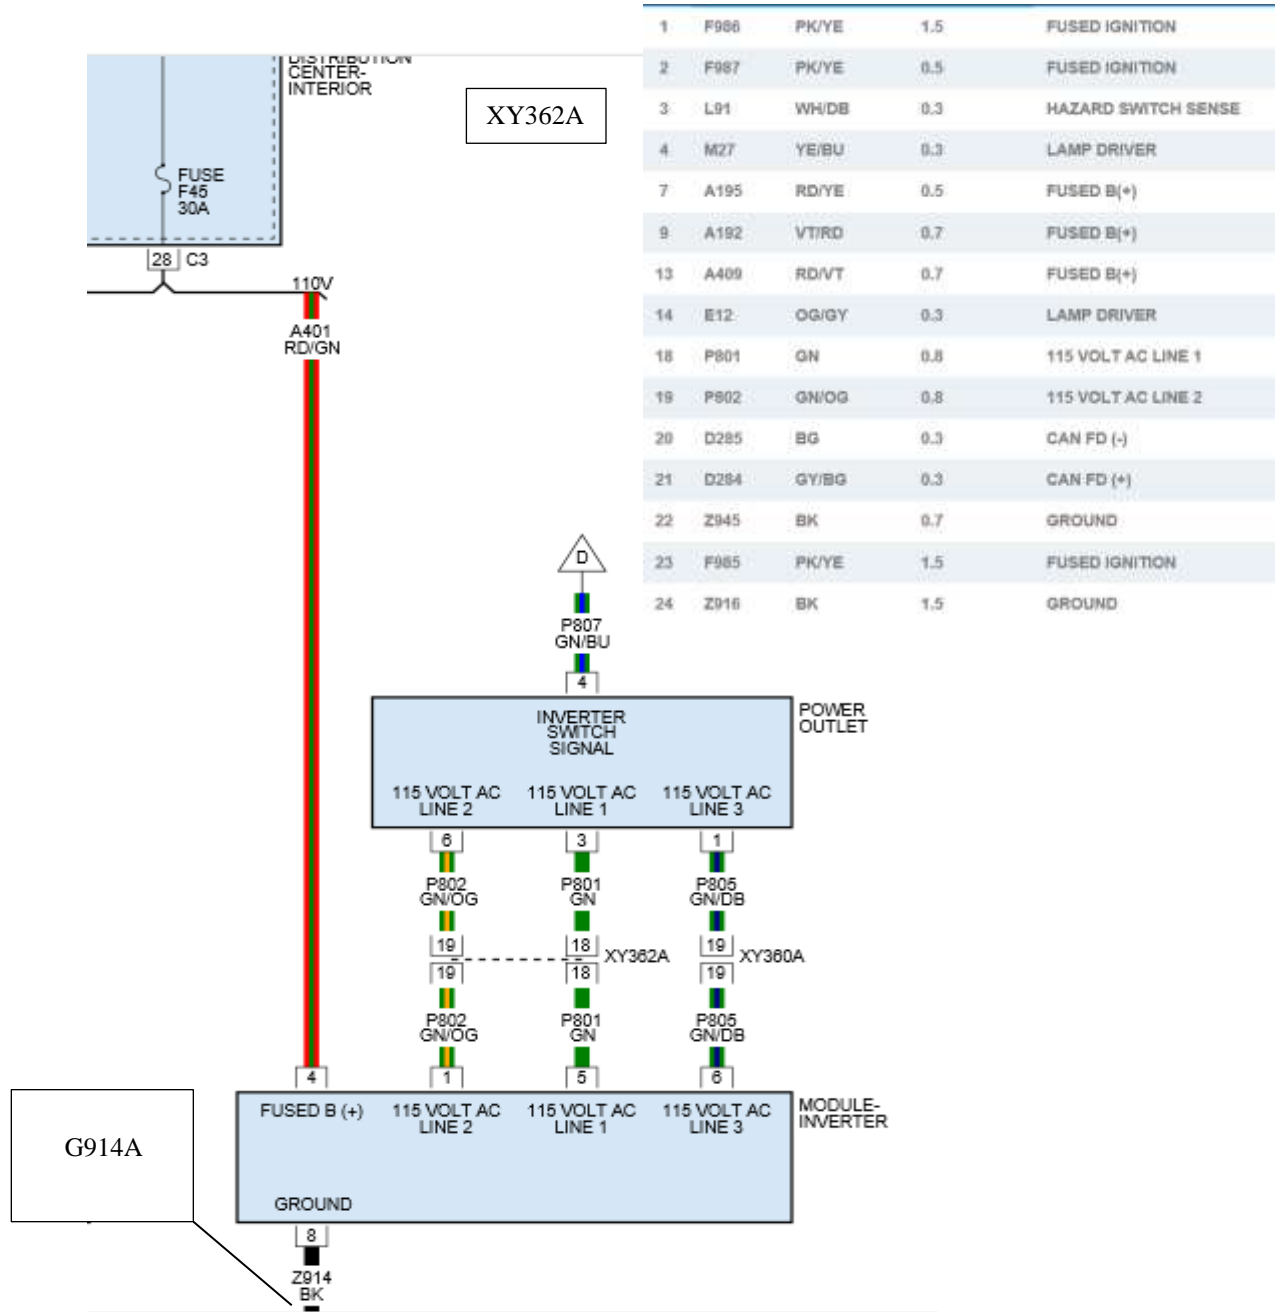 1 F986 PK/YE 1.5 FUSED IGNITION
2 F987 PK/YE 0.5 FUSED IGNITION
3 L91 WH/DB 0.3 HAZARD SWITCH SENSE
4 M27 YE/BU 0.3 LAMP DRIVER
7 A195 RD/YE 0.5 FUSED B(+)
9 A192 VT/RD 0.7 FUSED B(+)
13 A409 RD/VT 0.7 FUSED B(+)
14 E12 OG/GY 0.3 LAMP DRIVER
18 P801 GN 0.8 115 VOLT AC LINE 1
19 P802 GN/OG 0.8 115 VOLT AC LINE 2
20 D285 BG 0.3 CAN FD (-)
21 D284 GY/BG 0.3 CAN FD (+)
22 Z945 BK 0.7 GROUND
23 F985 PK/YE 1.5 FUSED IGNITION
24 Z916 BK 1.5 GROUND
DISTRIBUTION
CENTER-
INTERIOR
XY362A
FUSE
F45
30A
28 C3
110V
A401
RD/GN
D
P807
GN/BU
4
INVERTER
SWITCH
SIGNAL
POWER
OUTLET
115 VOLT AC
LINE 2
115 VOLT AC
LINE 1
115 VOLT AC
LINE 3
6 3 1
P802
GN/OG
P801
GN
P805
GN/DB
19 18 XY362A 19 XY360A
19 18 19
P802
GN/OG
P801
GN
P805
GN/DB
4 1 5 6
FUSED B (+)
115 VOLT AC
LINE 2
115 VOLT AC
LINE 1
115 VOLT AC
LINE 3
MODULE-
INVERTER
G914A
GROUND
8
Z914
BK